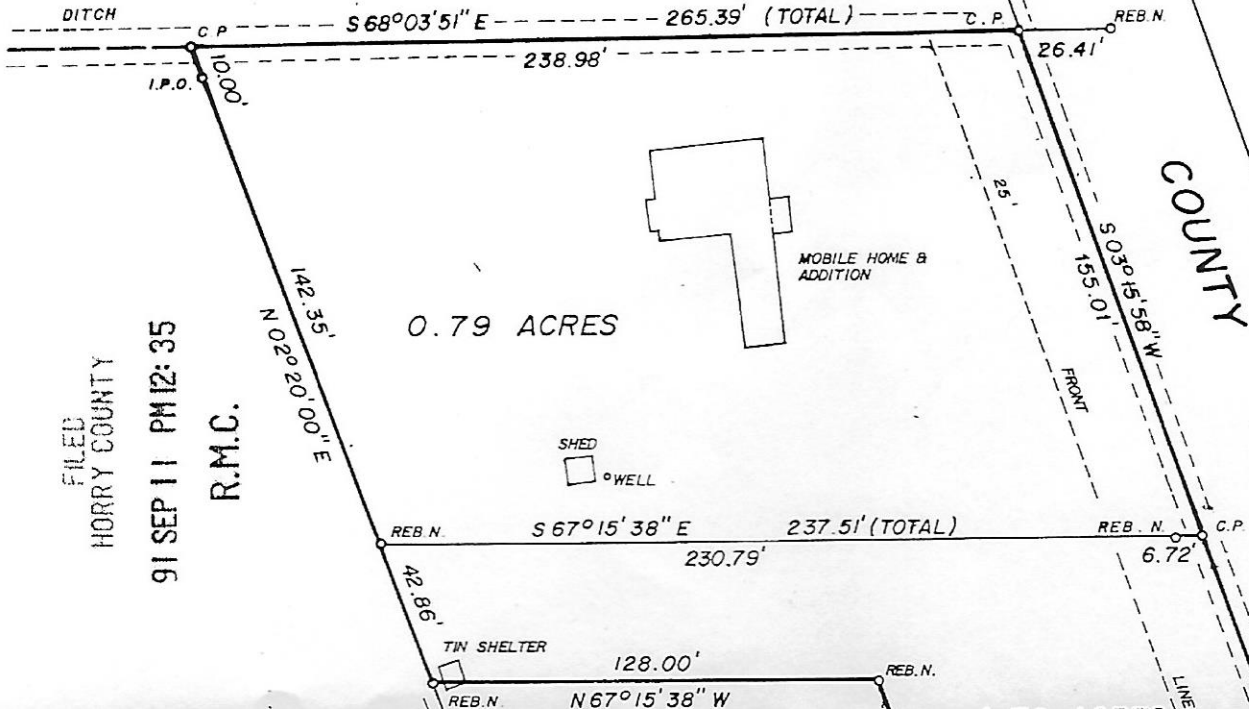 DITCH
C.P
S 68°03'51" E
265.39' (TOTAL)
C.P.
REB.N.
238.98'
26.41'
I.P.O.
10.00'
25'
COUNTY
MOBILE HOME &
ADDITION
S 03°15'58" W
155.01'
142.35'
N 02°20'00" E
0.79 ACRES
FRONT
FILED
HORRY COUNTY
91 SEP 11 PM 12:35
R.M.C.
SHED
WELL
REB.N.
S 67°15'38" E
237.51' (TOTAL)
REB. N.
C.P.
230.79'
6.72'
42.86'
TIN SHELTER
128.00'
REB.N.
REB.N.
N 67°15'38" W
LINE